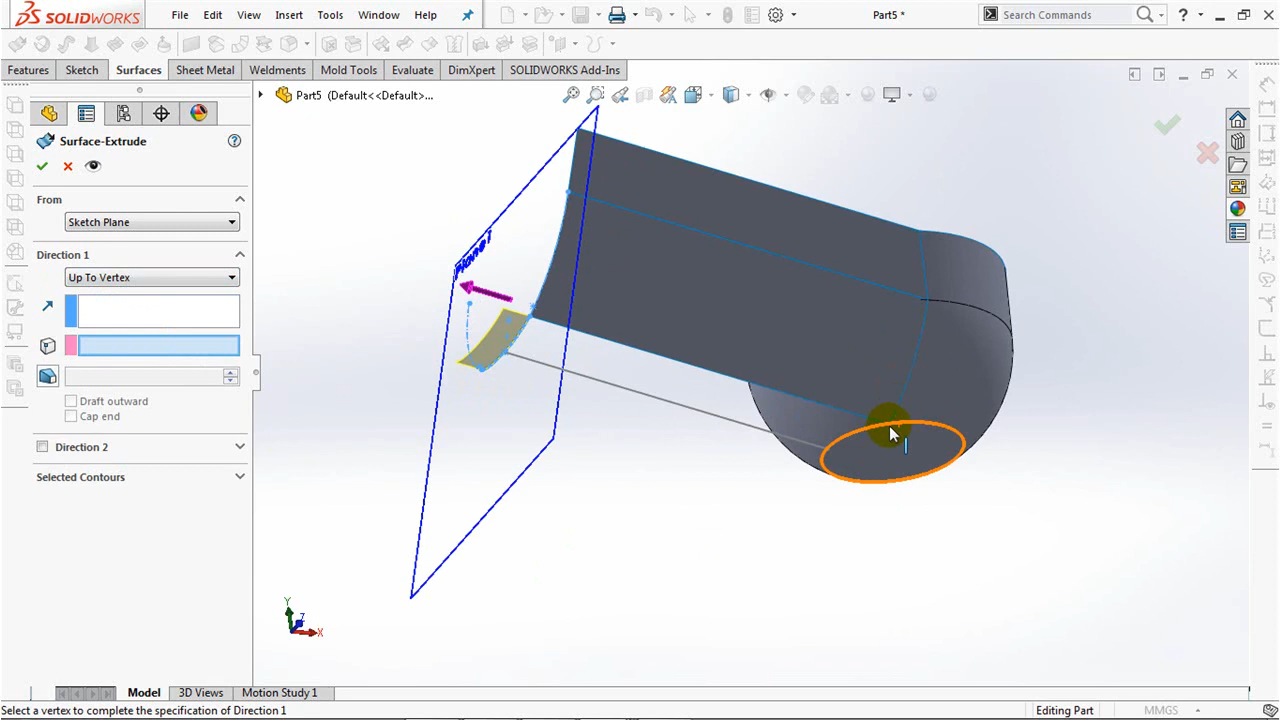 SOLIDWORKS
File Edit View Insert Tools Window Help
Part5 *
Search Commands
?
Features Sketch Surfaces Sheet Metal Weldments Mold Tools Evaluate DimXpert SOLIDWORKS Add-Ins
Part5 (Default<<Default>...
Surface-Extrude
From
Sketch Plane
Direction 1
Up To Vertex
Draft outward
Cap end
Direction 2
Selected Contours
Y
Z
X
Model 3D Views Motion Study 1
Select a vertex to complete the specification of Direction 1
Editing Part
MMGS